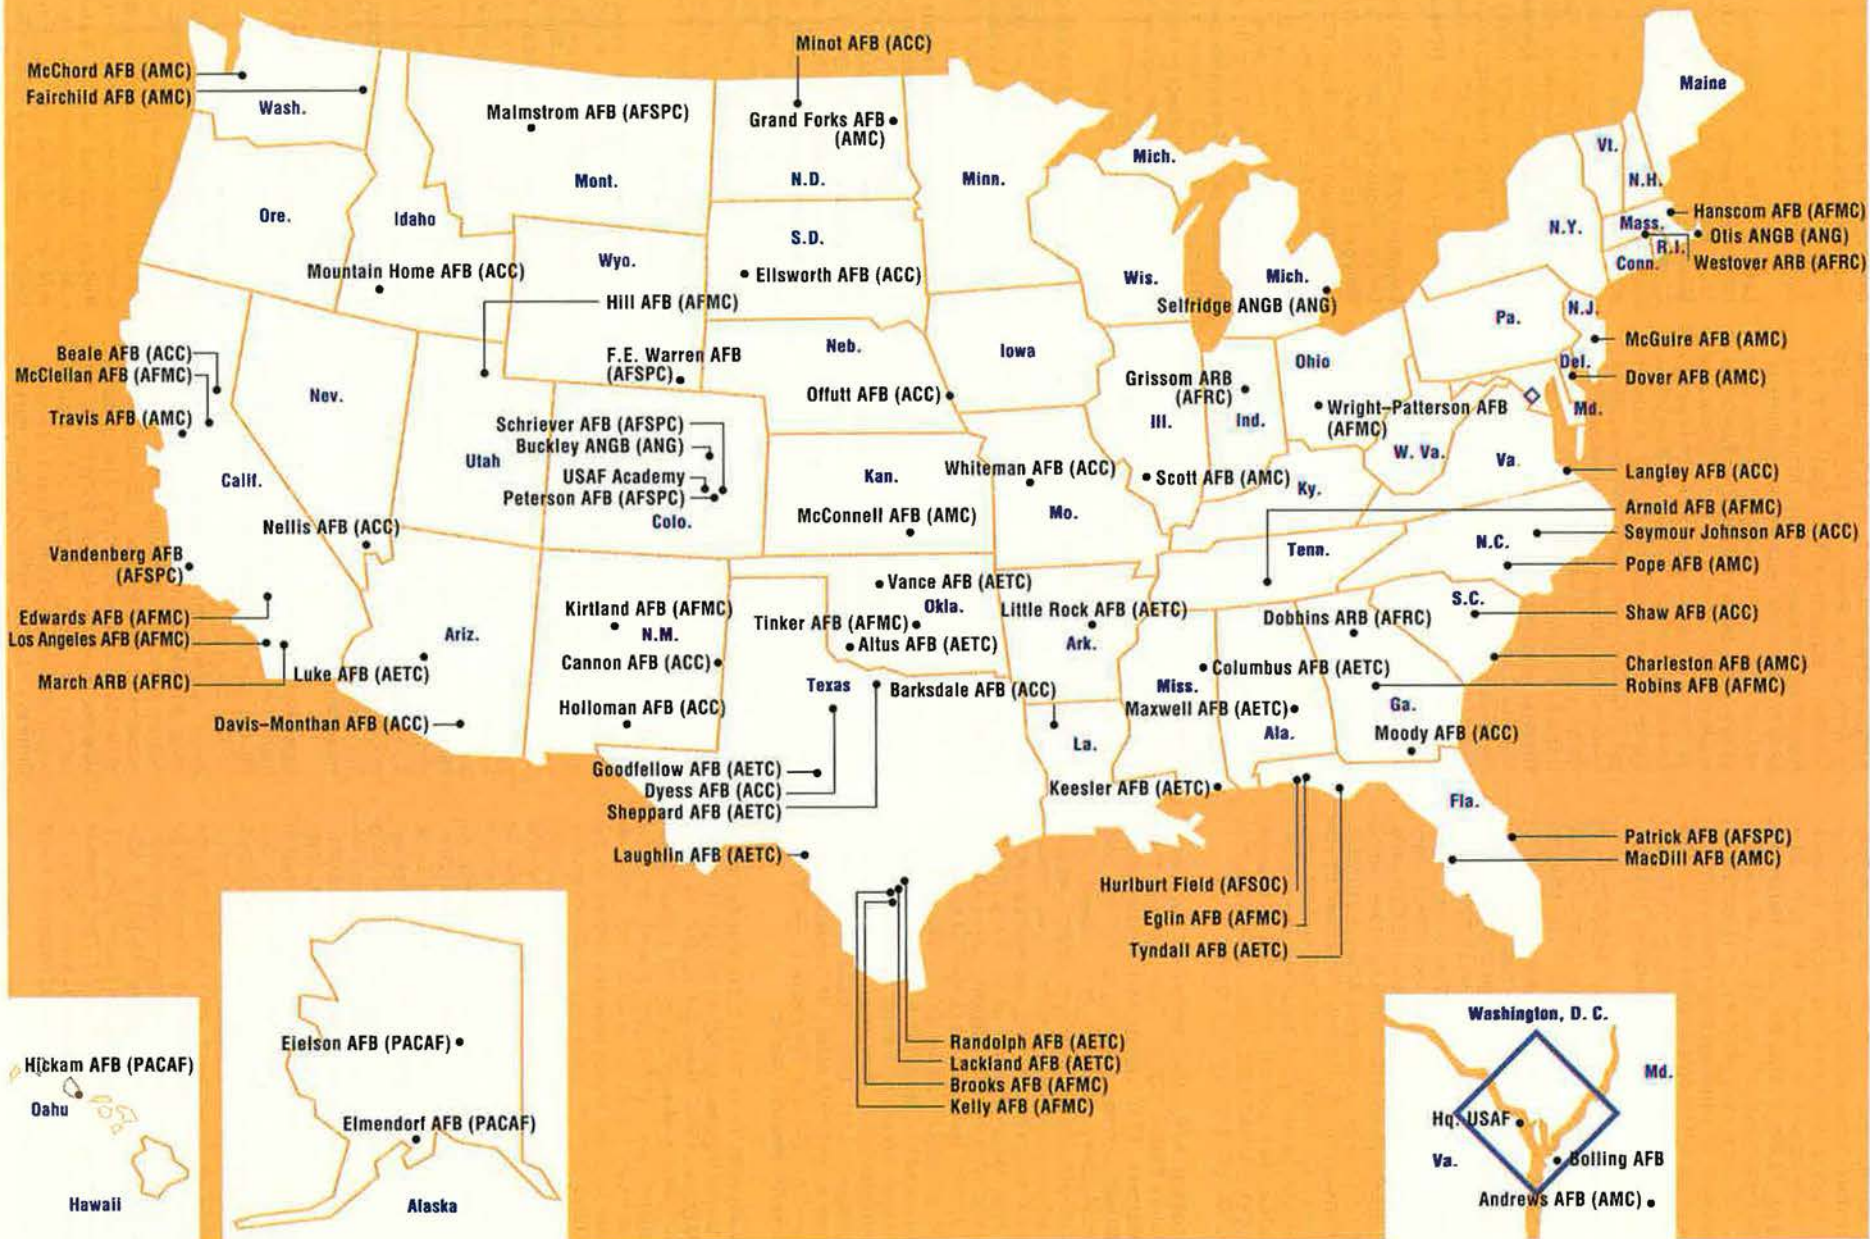 Minot AFB (ACC)
McChord AFB (AMC)
Fairchild AFB (AMC)
Wash.
Malmstrom AFB (AFSPC)
Grand Forks AFB
(AMC)
Maine
Mont.
N.D.
Minn.
Mich.
Vt.
N.H.
Ore.
Idaho
S.D.
Wyo.
N.Y.
Mass.
Hanscom AFB (AFMC)
Otis ANGB (ANG)
R.I.
Conn.
Westover ARB (AFRC)
Mountain Home AFB (ACC)
Ellsworth AFB (ACC)
Wis.
Mich.
Selfridge ANGB (ANG)
Hill AFB (AFMC)
Pa.
N.J.
McGuire AFB (AMC)
Beale AFB (ACC)
McClellan AFB (AFMC)
Travis AFB (AMC)
Nev.
F.E. Warren AFB
(AFSPC)
Neb.
Iowa
Offutt AFB (ACC)
Grissom ARB
(AFRC)
Ohio
Del.
Dover AFB (AMC)
Md.
Ill.
Ind.
Wright–Patterson AFB
(AFMC)
W. Va.
Va.
Schriever AFB (AFSPC)
Buckley ANGB (ANG)
USAF Academy
Peterson AFB (AFSPC)
Colo.
Utah
Calif.
Kan.
Whiteman AFB (ACC)
Scott AFB (AMC)
Ky.
Langley AFB (ACC)
McConnell AFB (AMC)
Mo.
Arnold AFB (AFMC)
Seymour Johnson AFB (ACC)
Nellis AFB (ACC)
Tenn.
N.C.
Pope AFB (AMC)
Vandenberg AFB
(AFSPC)
Vance AFB (AETC)
Okla.
Edwards AFB (AFMC)
Los Angeles AFB (AFMC)
March ARB (AFRC)
Ariz.
Luke AFB (AETC)
Kirtland AFB (AFMC)
N.M.
Cannon AFB (ACC)
Tinker AFB (AFMC)
Altus AFB (AETC)
Little Rock AFB (AETC)
Ark.
Dobbins ARB (AFRC)
S.C.
Shaw AFB (ACC)
Charleston AFB (AMC)
Robins AFB (AFMC)
Columbus AFB (AETC)
Miss.
Maxwell AFB (AETC)
Ala.
Ga.
Moody AFB (ACC)
Texas
Barksdale AFB (ACC)
La.
Davis–Monthan AFB (ACC)
Holloman AFB (ACC)
Goodfellow AFB (AETC)
Dyess AFB (ACC)
Sheppard AFB (AETC)
Keesler AFB (AETC)
Fla.
Patrick AFB (AFSPC)
MacDill AFB (AMC)
Laughlin AFB (AETC)
Hurlburt Field (AFSOC)
Eglin AFB (AFMC)
Tyndall AFB (AETC)
Randolph AFB (AETC)
Lackland AFB (AETC)
Brooks AFB (AFMC)
Kelly AFB (AFMC)
Hickam AFB (PACAF)
Oahu
Hawaii
Eielson AFB (PACAF)
Elmendorf AFB (PACAF)
Alaska
Washington, D. C.
Md.
Hq. USAF
Va.
Bolling AFB
Andrews AFB (AMC)